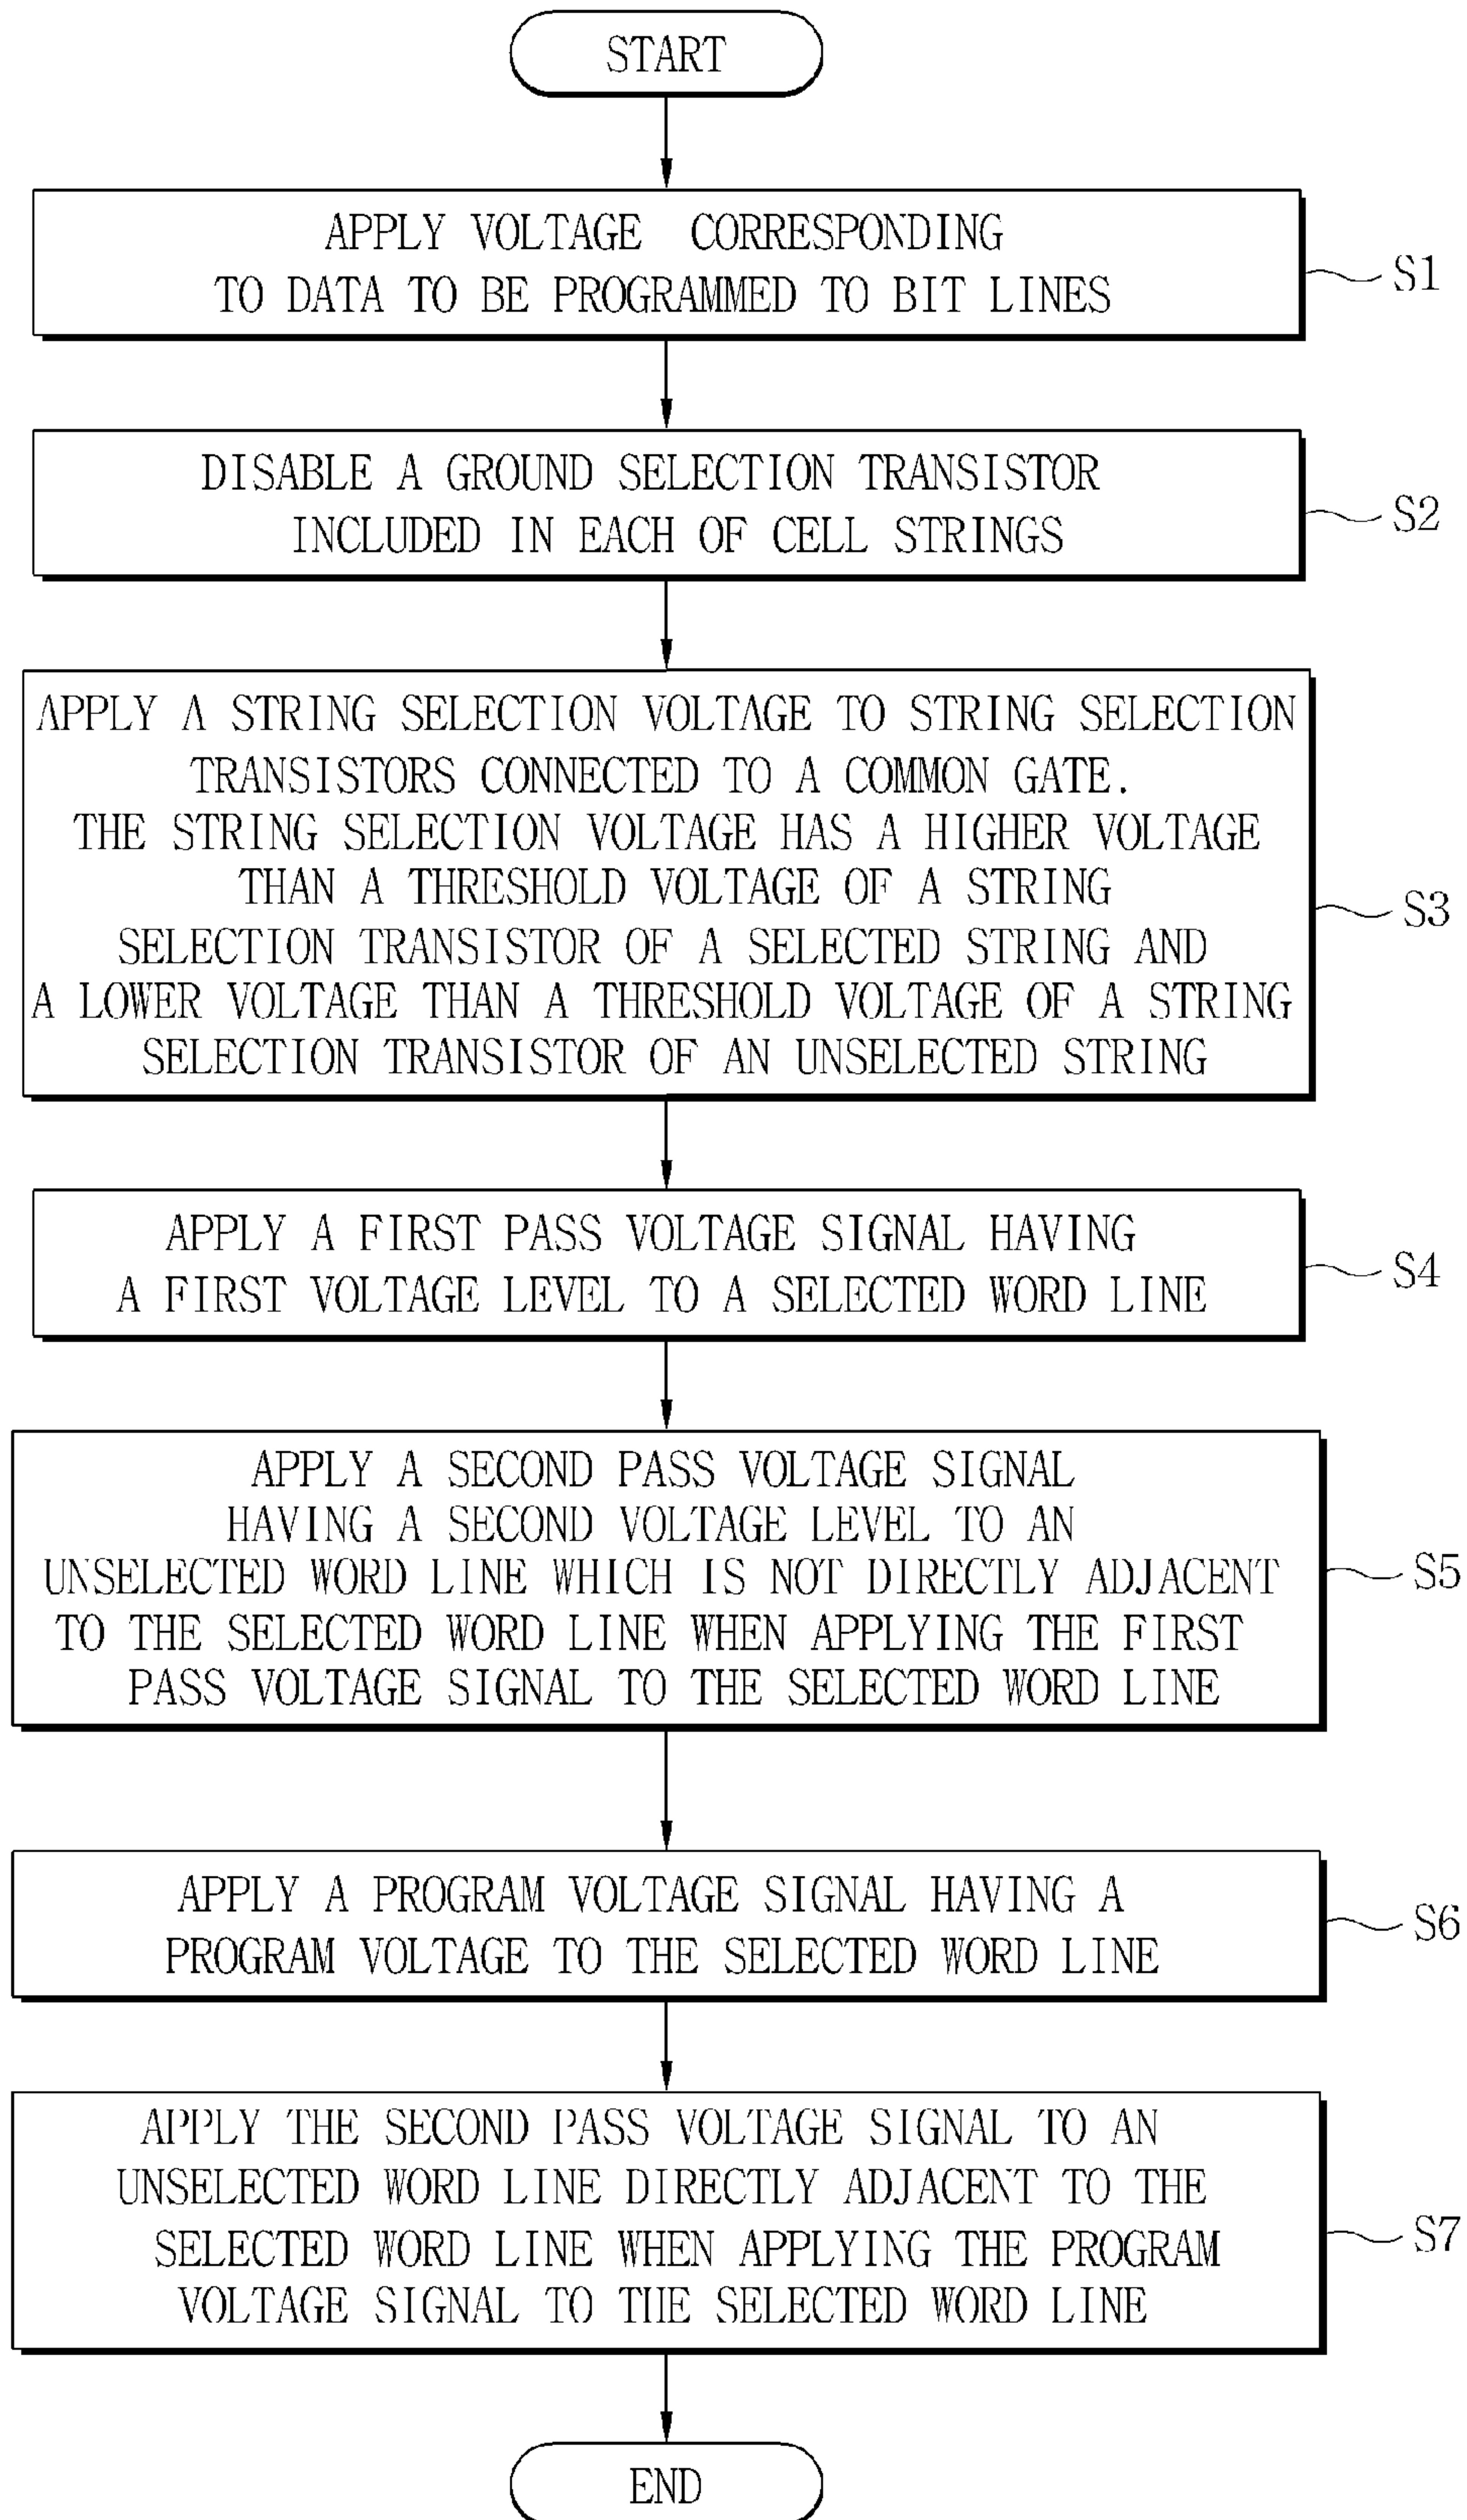 START
APPLY VOLTAGE CORRESPONDING
TO DATA TO BE PROGRAMMED TO BIT LINES
S1
DISABLE A GROUND SELECTION TRANSISTOR
INCLUDED IN EACH OF CELL STRINGS
S2
APPLY A STRING SELECTION VOLTAGE TO STRING SELECTION
TRANSISTORS CONNECTED TO A COMMON GATE.
THE STRING SELECTION VOLTAGE HAS A HIGHER VOLTAGE
THAN A THRESHOLD VOLTAGE OF A STRING
SELECTION TRANSISTOR OF A SELECTED STRING AND
A LOWER VOLTAGE THAN A THRESHOLD VOLTAGE OF A STRING
SELECTION TRANSISTOR OF AN UNSELECTED STRING
S3
APPLY A FIRST PASS VOLTAGE SIGNAL HAVING
A FIRST VOLTAGE LEVEL TO A SELECTED WORD LINE
S4
APPLY A SECOND PASS VOLTAGE SIGNAL
HAVING A SECOND VOLTAGE LEVEL TO AN
UNSELECTED WORD LINE WHICH IS NOT DIRECTLY ADJACENT
TO THE SELECTED WORD LINE WHEN APPLYING THE FIRST
PASS VOLTAGE SIGNAL TO THE SELECTED WORD LINE
S5
APPLY A PROGRAM VOLTAGE SIGNAL HAVING A
PROGRAM VOLTAGE TO THE SELECTED WORD LINE
S6
APPLY THE SECOND PASS VOLTAGE SIGNAL TO AN
UNSELECTED WORD LINE DIRECTLY ADJACENT TO THE
SELECTED WORD LINE WHEN APPLYING THE PROGRAM
VOLTAGE SIGNAL TO THE SELECTED WORD LINE
S7
END